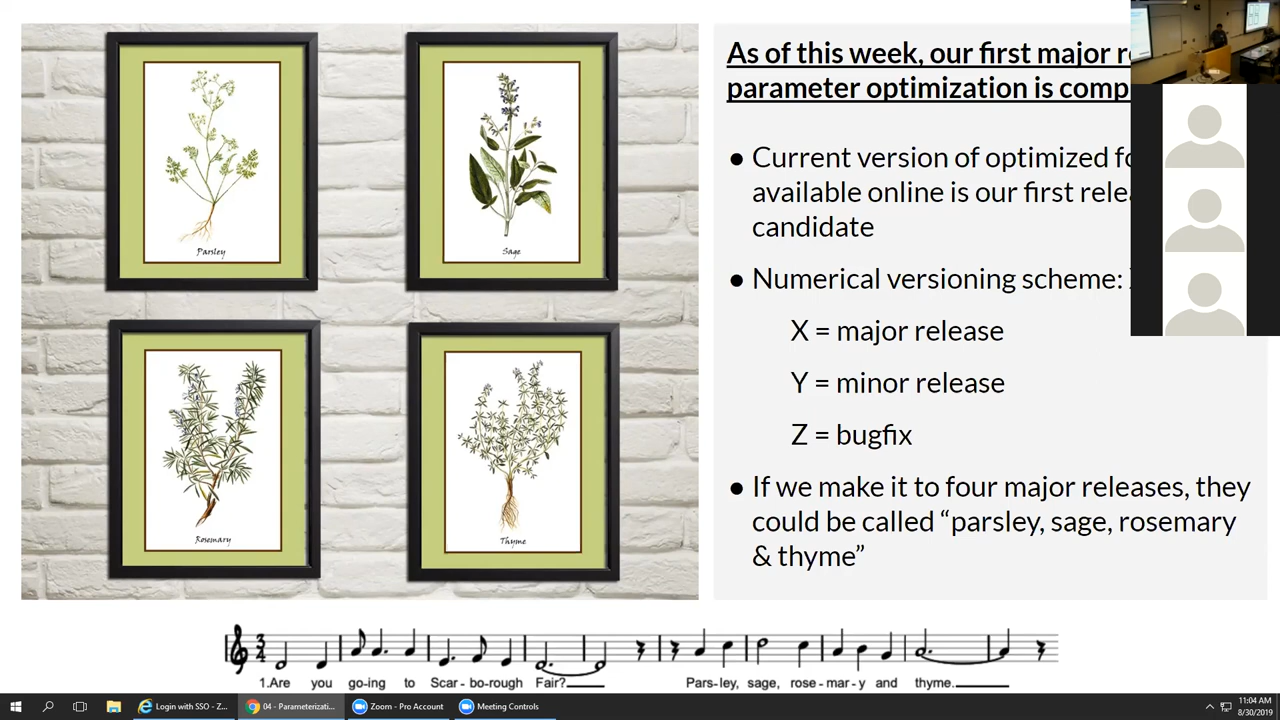 Parsley
Sage
Rosemary
Thyme
As of this week, our first major
parameter optimization is
● Current version of optimized
available online is our first
candidate
● Numerical versioning scheme:
X = major release
Y = minor release
Z = bugfix
● If we make it to four major releases, they
could be called “parsley, sage, rosemary
& thyme”
3
4
1.Are you go-ing to Scar-bo-rough Fair?____ Pars-ley, sage, rose-mar-y and thyme.____
Login with SSO - Z...
04 - Parameterizati...
Zoom - Pro Account
Meeting Controls
11:04 AM
8/30/2019